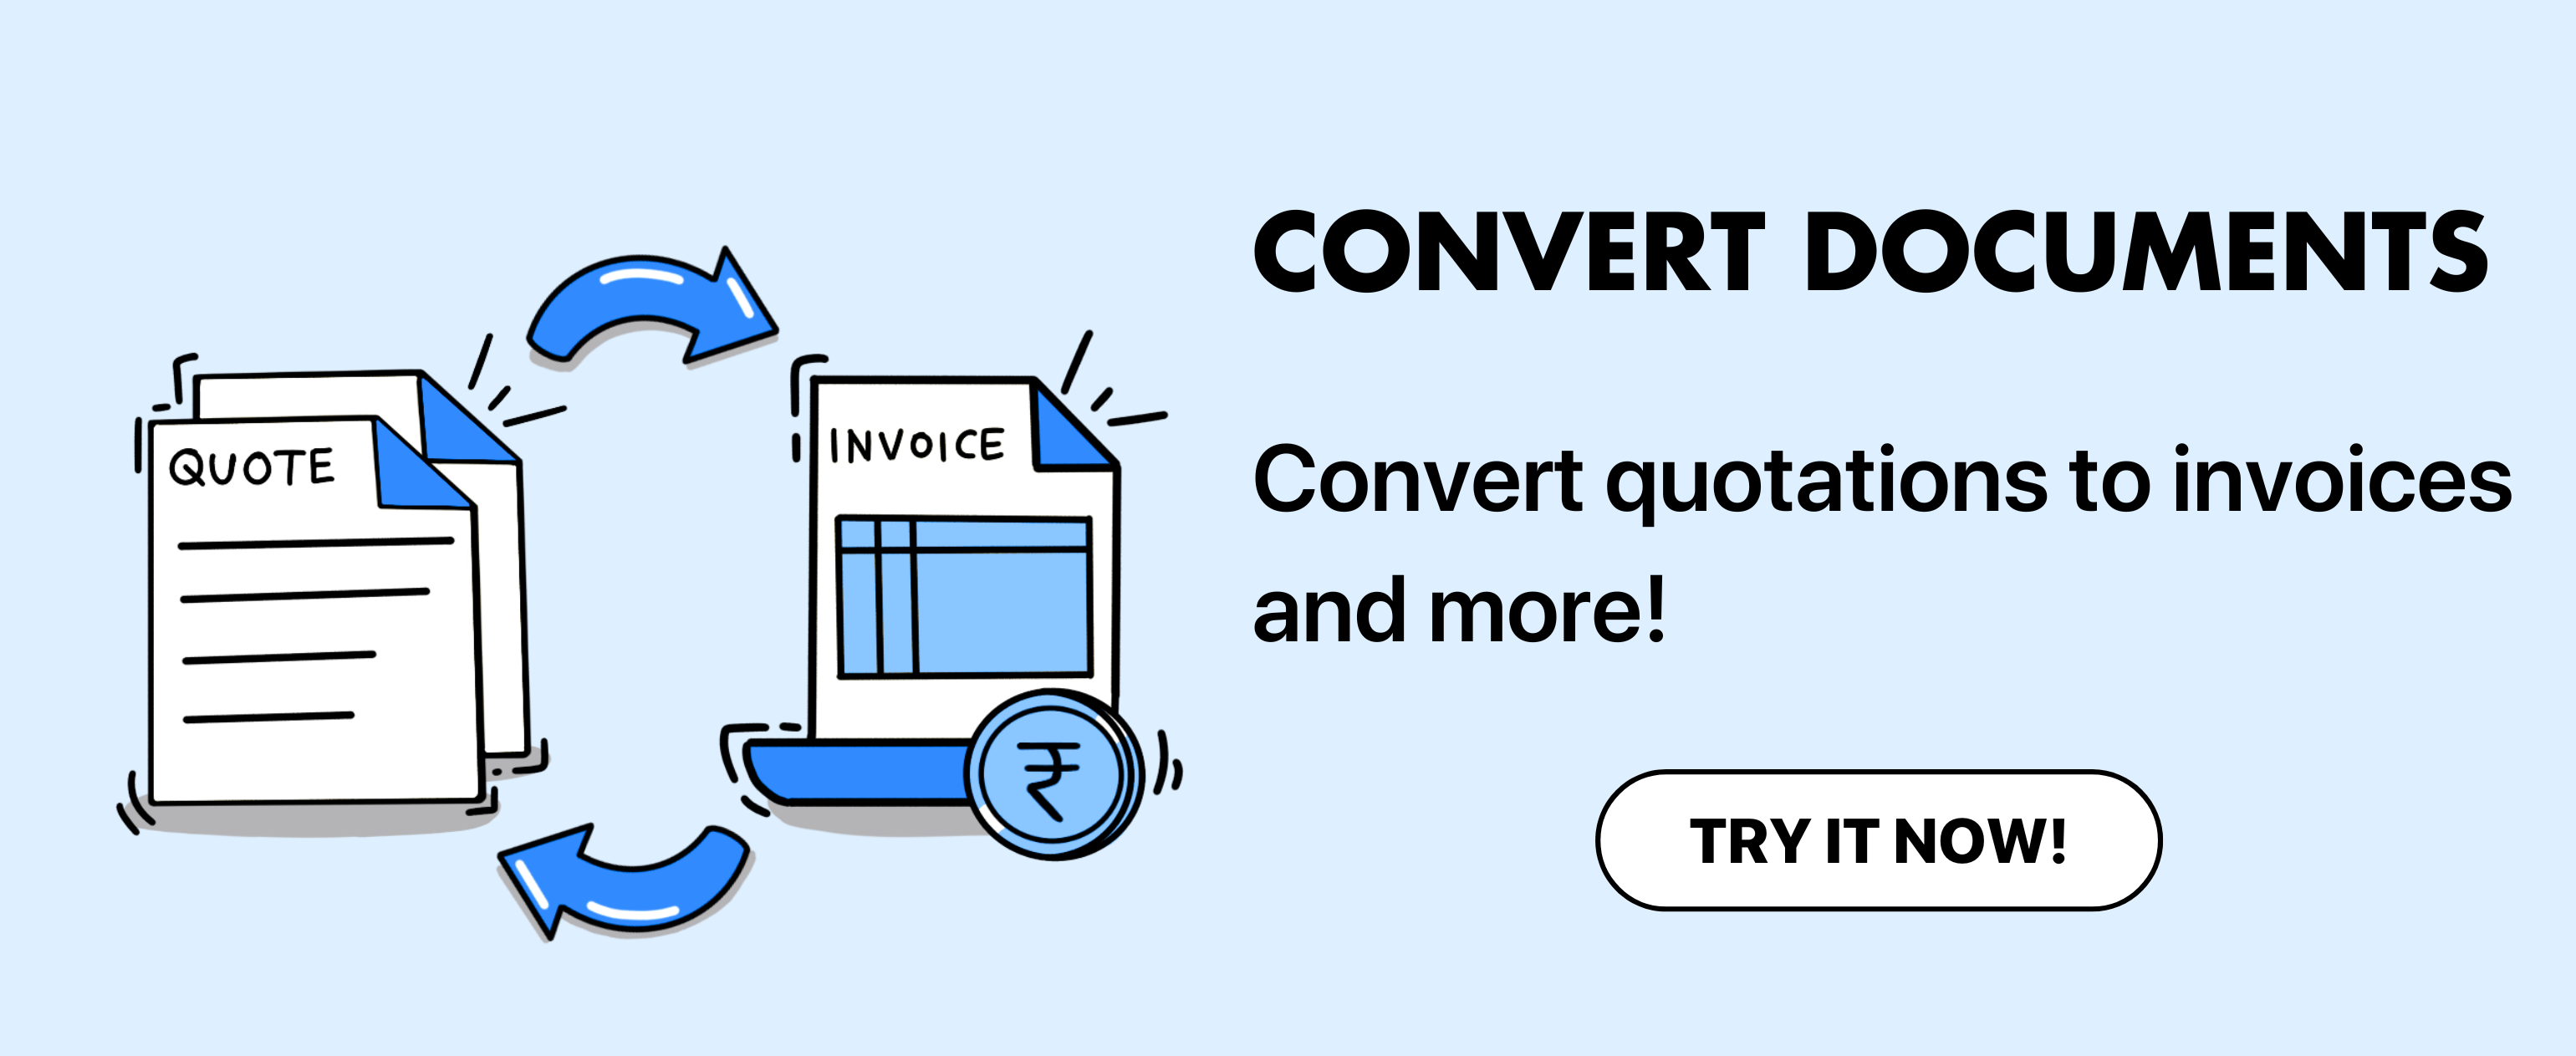 CONVERT DOCUMENTS
QUOTE
INVOICE
Convert quotations to invoices
and more!
₹
TRY IT NOW!